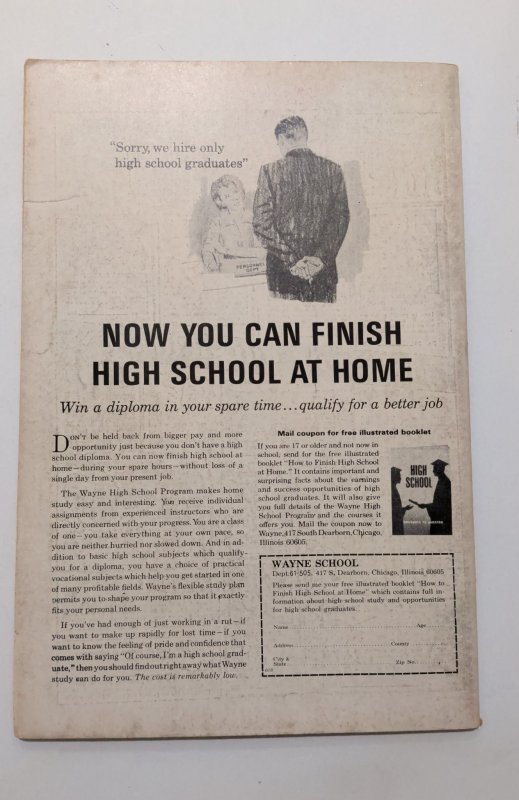 "Sorry, we hire only
high school graduates"
PERSONNEL
DEPT
NOW YOU CAN FINISH
HIGH SCHOOL AT HOME
Win a diploma in your spare time...qualify for a better job
DON'T be held back from bigger pay and more
opportunity just because you don't have a high
school diploma. You can now finish high school at
home—during your spare hours—without loss of a
single day from your present job.
The Wayne High School Program makes home
study easy and interesting. You receive individual
assignments from experienced instructors who are
directly concerned with your progress. You are a class
of one—you take everything at your own pace, so
you are neither hurried nor slowed down. And in ad-
dition to basic high school subjects which qualify
you for a diploma, you have a choice of practical
vocational subjects which help you get started in one
of many profitable fields. Wayne's flexible study plan
permits you to shape your program so that it exactly
fits your personal needs.
If you've had enough of just working in a rut—if
you want to make up rapidly for lost time—if you
want to know the feeling of pride and confidence that
comes with saying "Of course, I'm a high school grad-
uate," then you should find out right away what Wayne
study can do for you. The cost is remarkably low.
Mail coupon for free illustrated booklet
If you are 17 or older and not now in
school, send for the free illustrated
booklet "How to Finish High School
at Home." It contains important and
surprising facts about the earnings
and success opportunities of high
school graduates. It will also give
you full details of the Wayne High
School Program and the courses it
offers you. Mail the coupon now to
Wayne, 417 South Dearborn, Chicago,
Illinois 60605.
HIGH
SCHOOL
WAYNE SCHOOL
Dept. 61-505, 417 S. Dearborn, Chicago, Illinois 60605
Please send me your free illustrated booklet "How to
Finish High School at Home" which contains full in-
formation about high school study and opportunities
for high school graduates.
Name Age
Address County
City &
State Zip No.